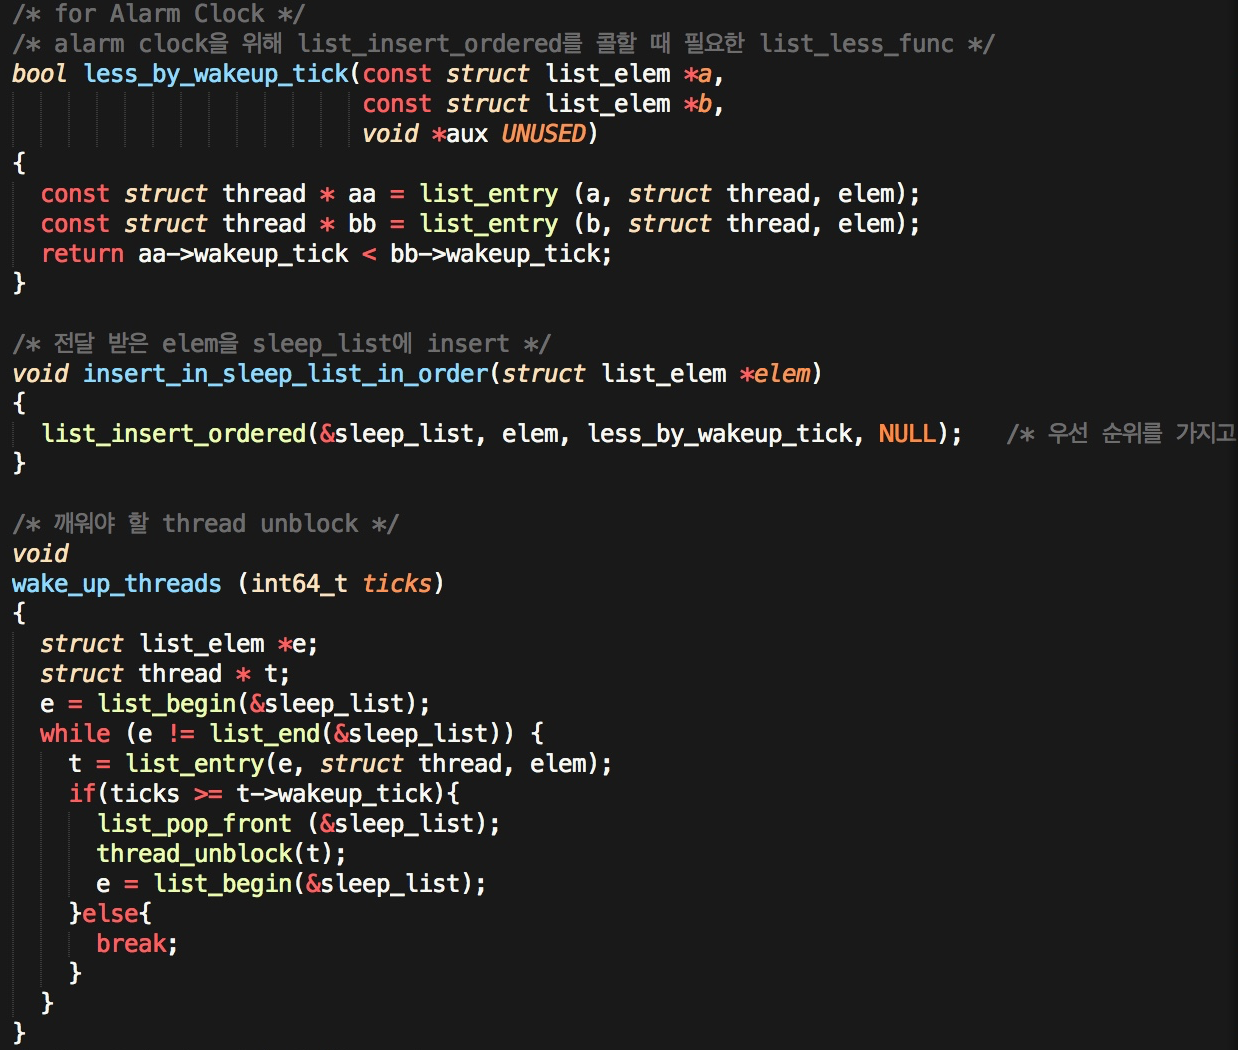 /* for Alarm Clock */
/* alarm clock을 위해 list_insert_ordered를 콜할 때 필요한 list_less_func */
bool less_by_wakeup_tick(const struct list_elem *a,
                         const struct list_elem *b,
                         void *aux UNUSED)
{
  const struct thread * aa = list_entry (a, struct thread, elem);
  const struct thread * bb = list_entry (b, struct thread, elem);
  return aa->wakeup_tick < bb->wakeup_tick;
}

/* 전달 받은 elem을 sleep_list에 insert */
void insert_in_sleep_list_in_order(struct list_elem *elem)
{
  list_insert_ordered(&sleep_list, elem, less_by_wakeup_tick, NULL);   /* 우선 순위를 가지고
}

/* 깨워야 할 thread unblock */
void
wake_up_threads (int64_t ticks)
{
  struct list_elem *e;
  struct thread * t;
  e = list_begin(&sleep_list);
  while (e != list_end(&sleep_list)) {
    t = list_entry(e, struct thread, elem);
    if(ticks >= t->wakeup_tick){
      list_pop_front (&sleep_list);
      thread_unblock(t);
      e = list_begin(&sleep_list);
    }else{
      break;
    }
  }
}